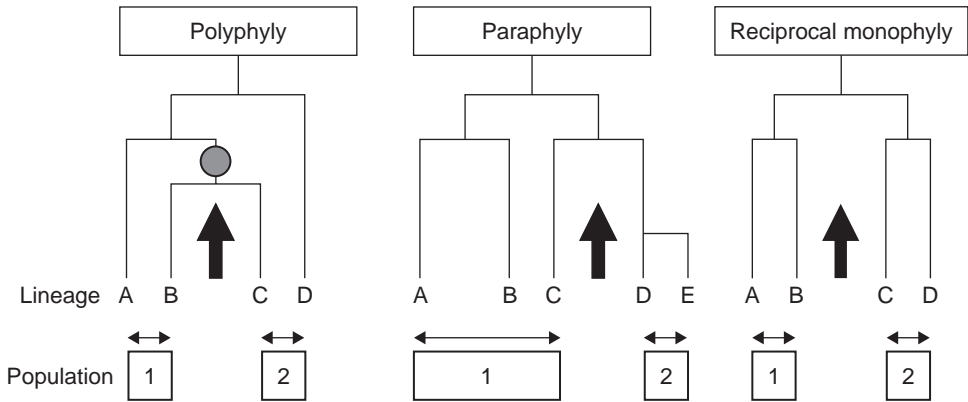 Polyphyly Paraphyly Reciprocal monophyly
Lineage A B C D A B C D E A B C D
Population 1 2 1 2 1 2